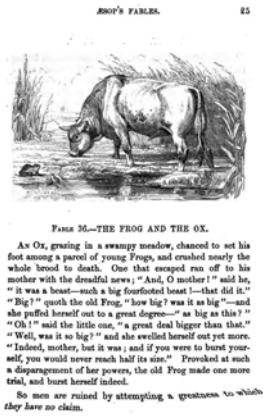 ÆSOP'S FABLES. 25
FABLE 36.—THE FROG AND THE OX.
AN OX, grazing in a swampy meadow, chanced to set his
foot among a parcel of young Frogs, and crushed nearly the
whole brood to death. One that escaped ran off to his
mother with the dreadful news; "And, O mother!" said he,
"it was a beast—such a big fourfooted beast!—that did it."
"Big?" quoth the old Frog, "how big? was it as big"—and
she puffed herself out to a great degree—"as big as this?"
"Oh!" said the little one, "a great deal bigger than that."
"Well, was it so big?" and she swelled herself out yet more.
"Indeed, mother, but it was; and if you were to burst your-
self, you would never reach half its size." Provoked at such
a disparagement of her powers, the old Frog made one more
trial, and burst herself indeed.
So men are ruined by attempting a greatness to which
they have no claim.